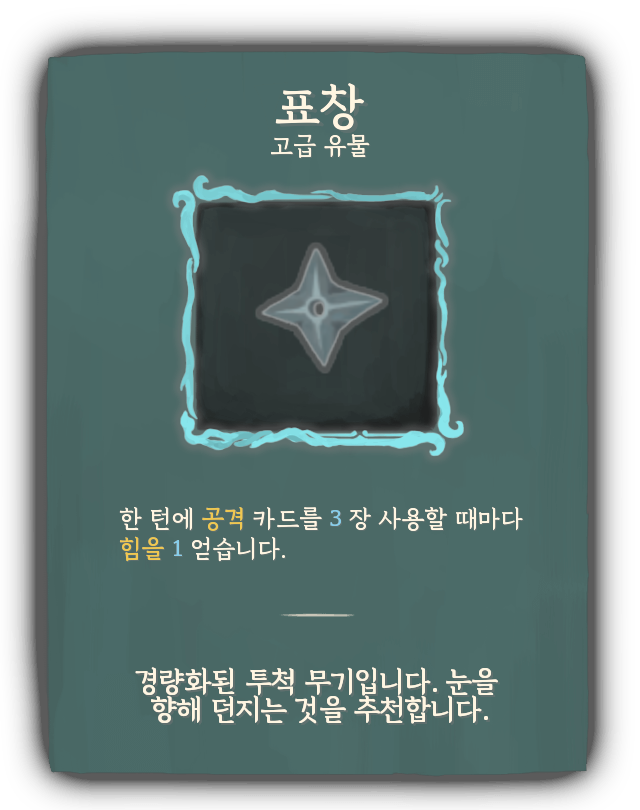 표창
고급 유물
한 턴에 공격 카드를 3 장 사용할 때마다
힘을 1 얻습니다.
경량화된 투척 무기입니다. 눈을
향해 던지는 것을 추천합니다.